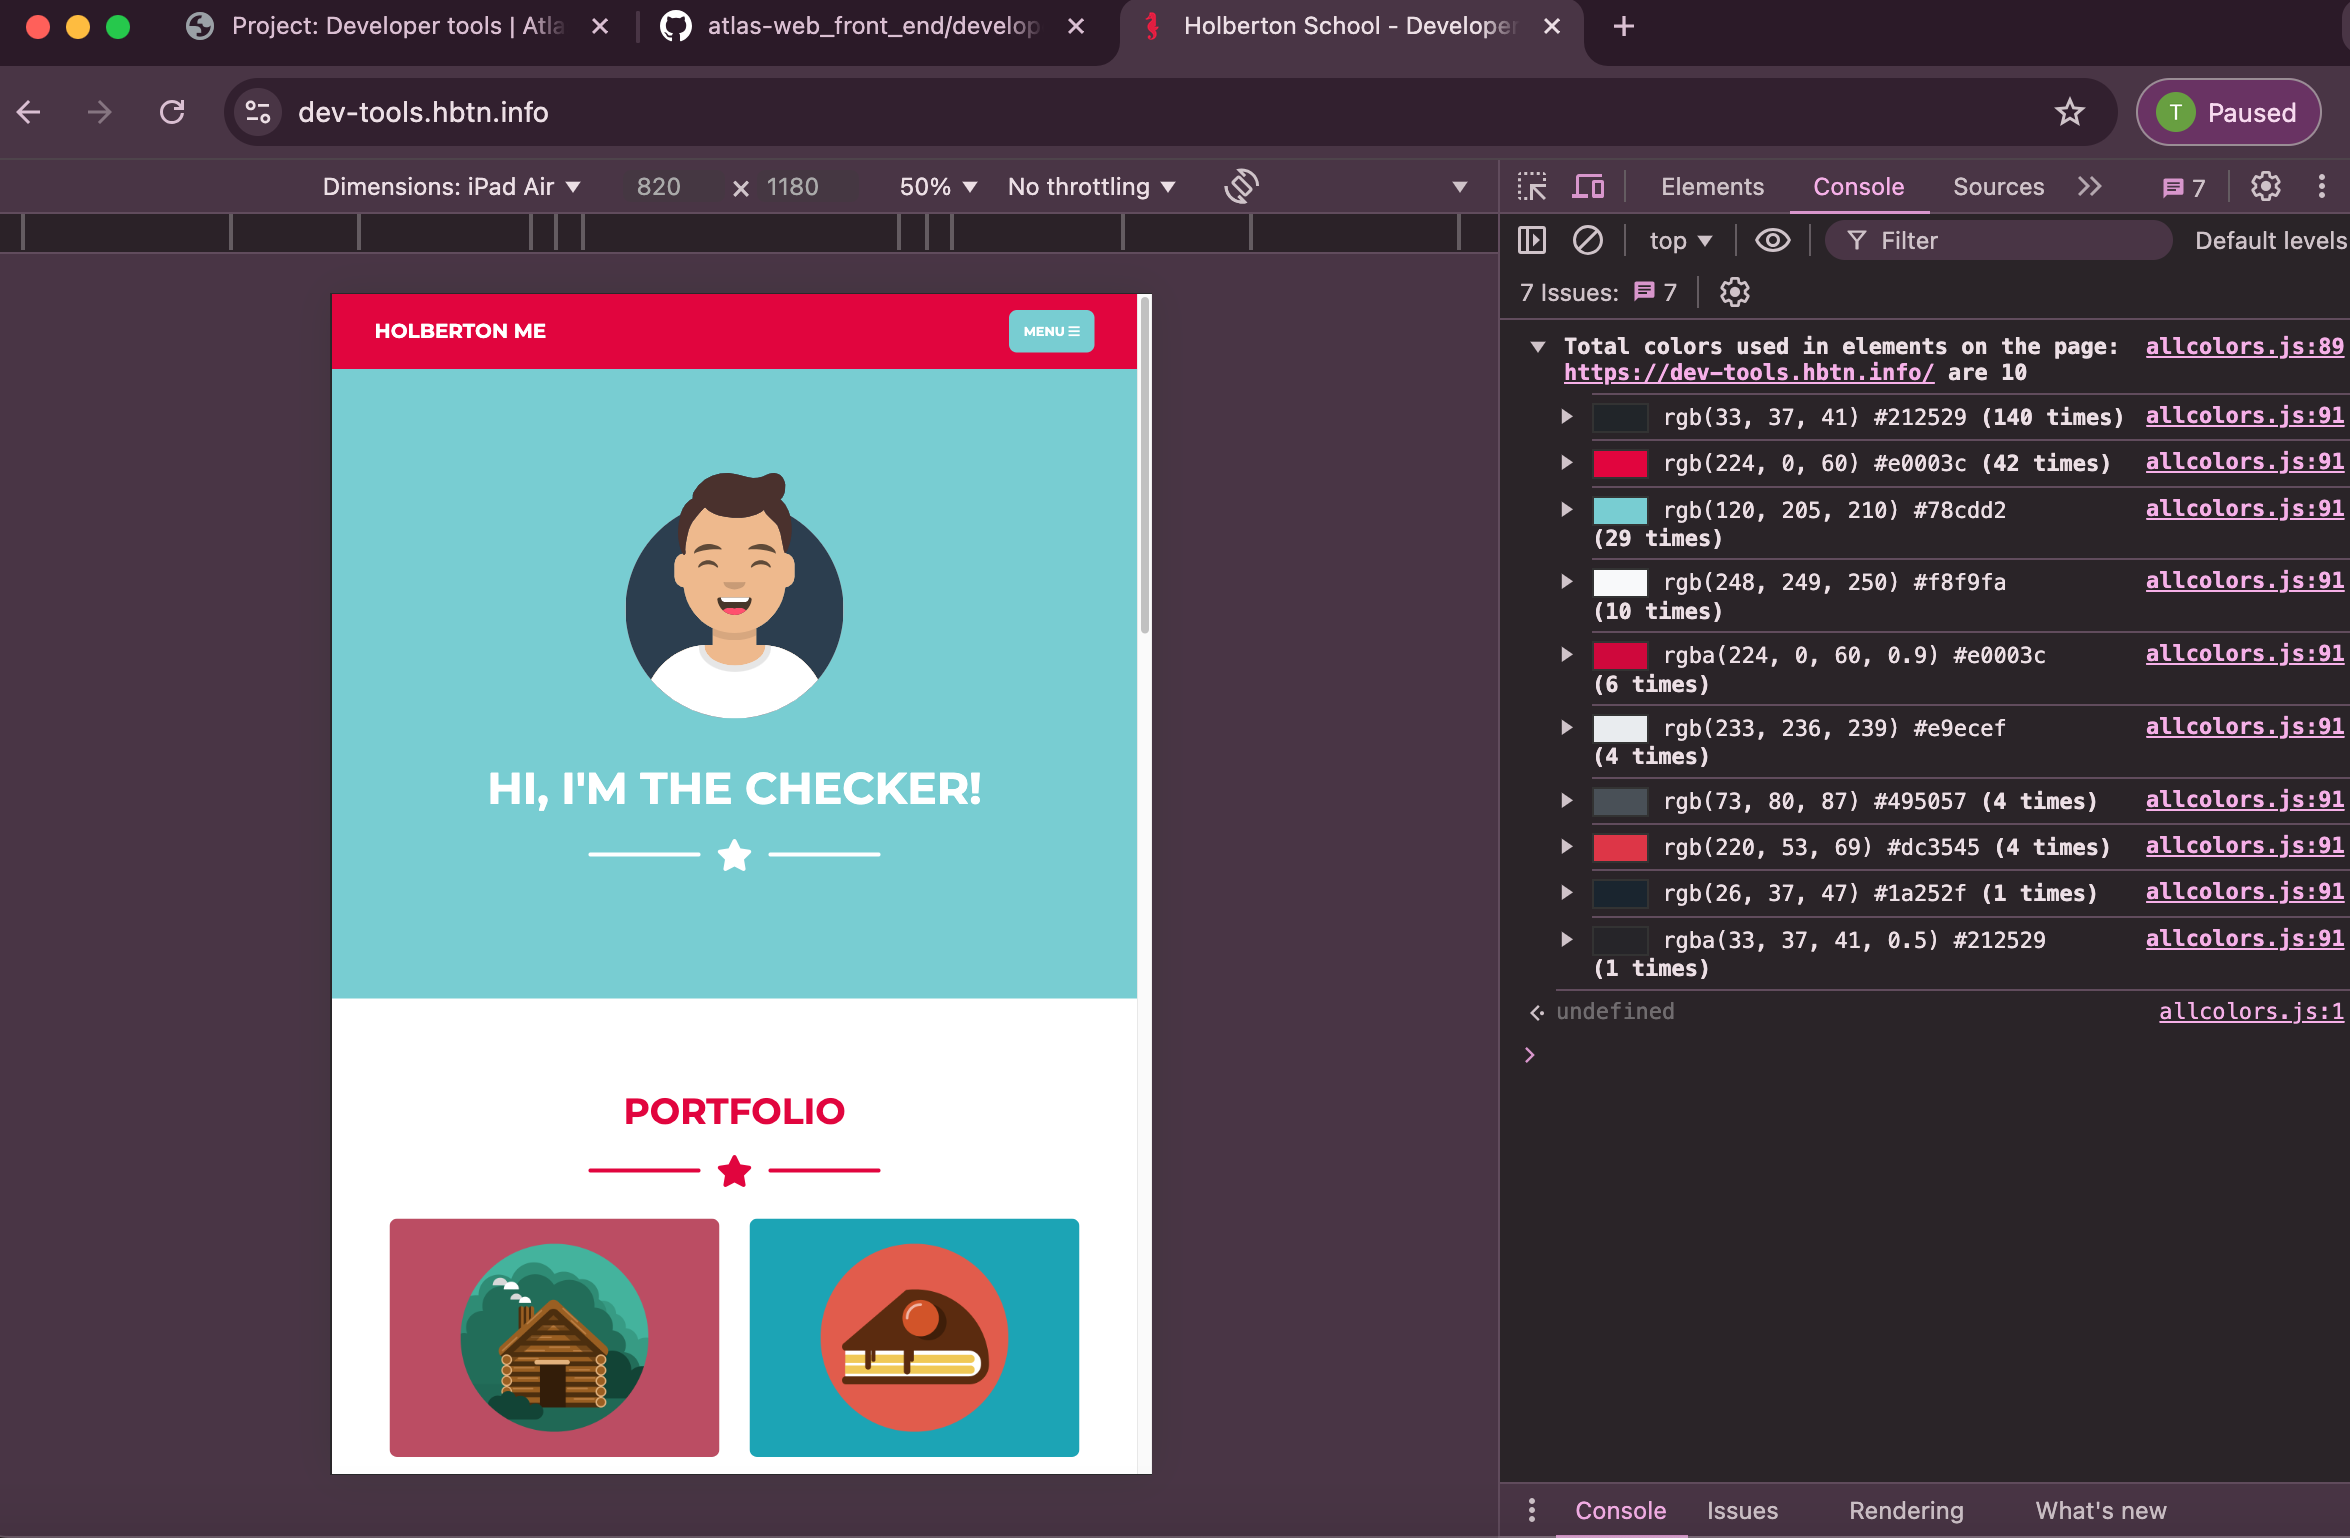 Project: Developer tools | Atla
atlas-web_front_end/develop
Holberton School - Developer
dev-tools.hbtn.info
T Paused
Dimensions: iPad Air 820 × 1180 50% No throttling
Elements Console Sources 7
top Filter Default levels
7 Issues: 7
HOLBERTON ME
MENU
HI, I'M THE CHECKER!
PORTFOLIO
Total colors used in elements on the page: allcolors.js:89
https://dev-tools.hbtn.info/ are 10
rgb(33, 37, 41) #212529 (140 times) allcolors.js:91
rgb(224, 0, 60) #e0003c (42 times) allcolors.js:91
rgb(120, 205, 210) #78cdd2 allcolors.js:91
(29 times)
rgb(248, 249, 250) #f8f9fa allcolors.js:91
(10 times)
rgba(224, 0, 60, 0.9) #e0003c allcolors.js:91
(6 times)
rgb(233, 236, 239) #e9ecef allcolors.js:91
(4 times)
rgb(73, 80, 87) #495057 (4 times) allcolors.js:91
rgb(220, 53, 69) #dc3545 (4 times) allcolors.js:91
rgb(26, 37, 47) #1a252f (1 times) allcolors.js:91
rgba(33, 37, 41, 0.5) #212529 allcolors.js:91
(1 times)
undefined allcolors.js:1
Console Issues Rendering What's new